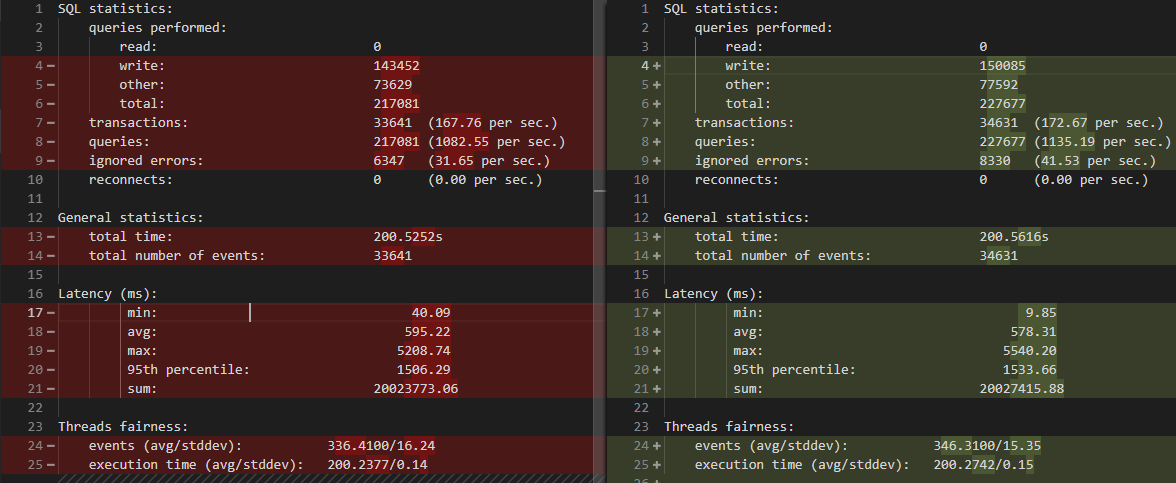 1 SQL statistics:
2 queries performed:
3 read: 0
4 − write: 143452
5 − other: 73629
6 − total: 217081
7 − transactions: 33641 (167.76 per sec.)
8 − queries: 217081 (1082.55 per sec.)
9 − ignored errors: 6347 (31.65 per sec.)
10 reconnects: 0 (0.00 per sec.)
11
12 General statistics:
13 − total time: 200.5252s
14 − total number of events: 33641
15
16 Latency (ms):
17 − min: 40.09
18 − avg: 595.22
19 − max: 5208.74
20 − 95th percentile: 1506.29
21 − sum: 20023773.06
22
23 Threads fairness:
24 − events (avg/stddev): 336.4100/16.24
25 − execution time (avg/stddev): 200.2377/0.14
1 SQL statistics:
2 queries performed:
3 read: 0
4 + write: 150085
5 + other: 77592
6 + total: 227677
7 + transactions: 34631 (172.67 per sec.)
8 + queries: 227677 (1135.19 per sec.)
9 + ignored errors: 8330 (41.53 per sec.)
10 reconnects: 0 (0.00 per sec.)
11
12 General statistics:
13 + total time: 200.5616s
14 + total number of events: 34631
15
16 Latency (ms):
17 + min: 9.85
18 + avg: 578.31
19 + max: 5540.20
20 + 95th percentile: 1533.66
21 + sum: 20027415.88
22
23 Threads fairness:
24 + events (avg/stddev): 346.3100/15.35
25 + execution time (avg/stddev): 200.2742/0.15